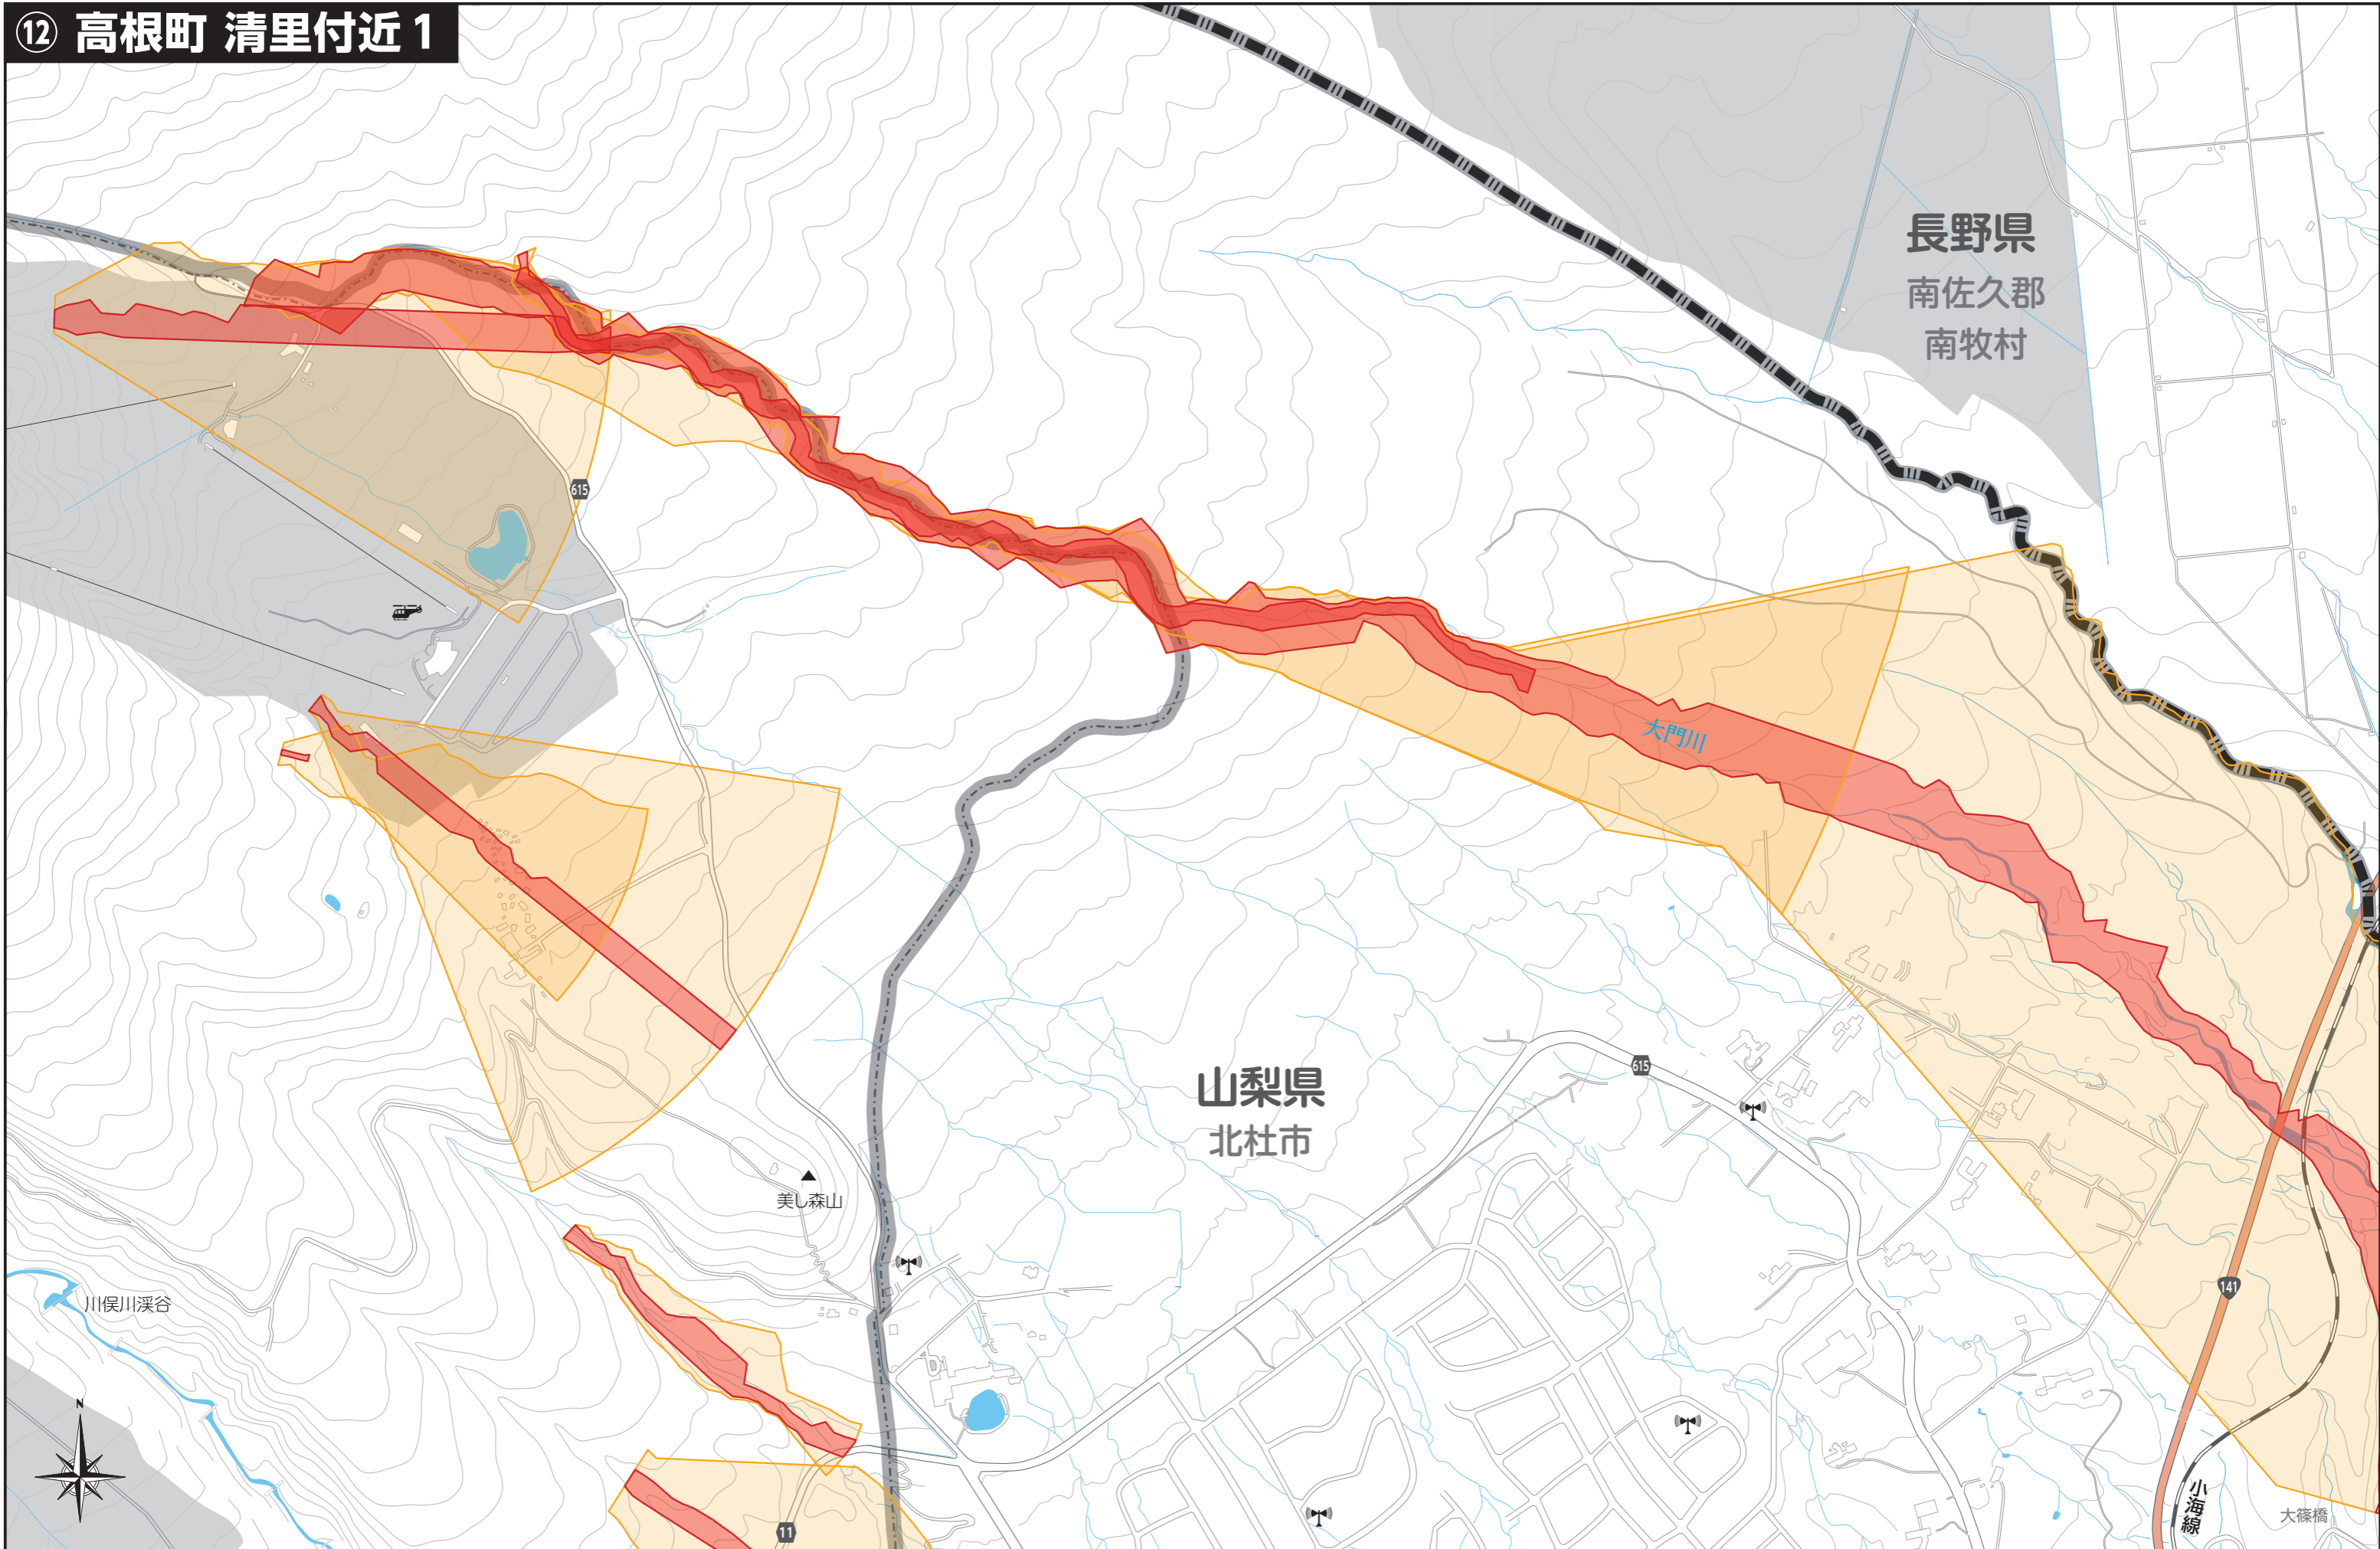 ⑫ 高根町 清里付近1
長野県
南佐久郡
南牧村
615
大門川
山梨県
北杜市
615
美し森山
川俣川渓谷
141
N
11
小海線
大篠橋